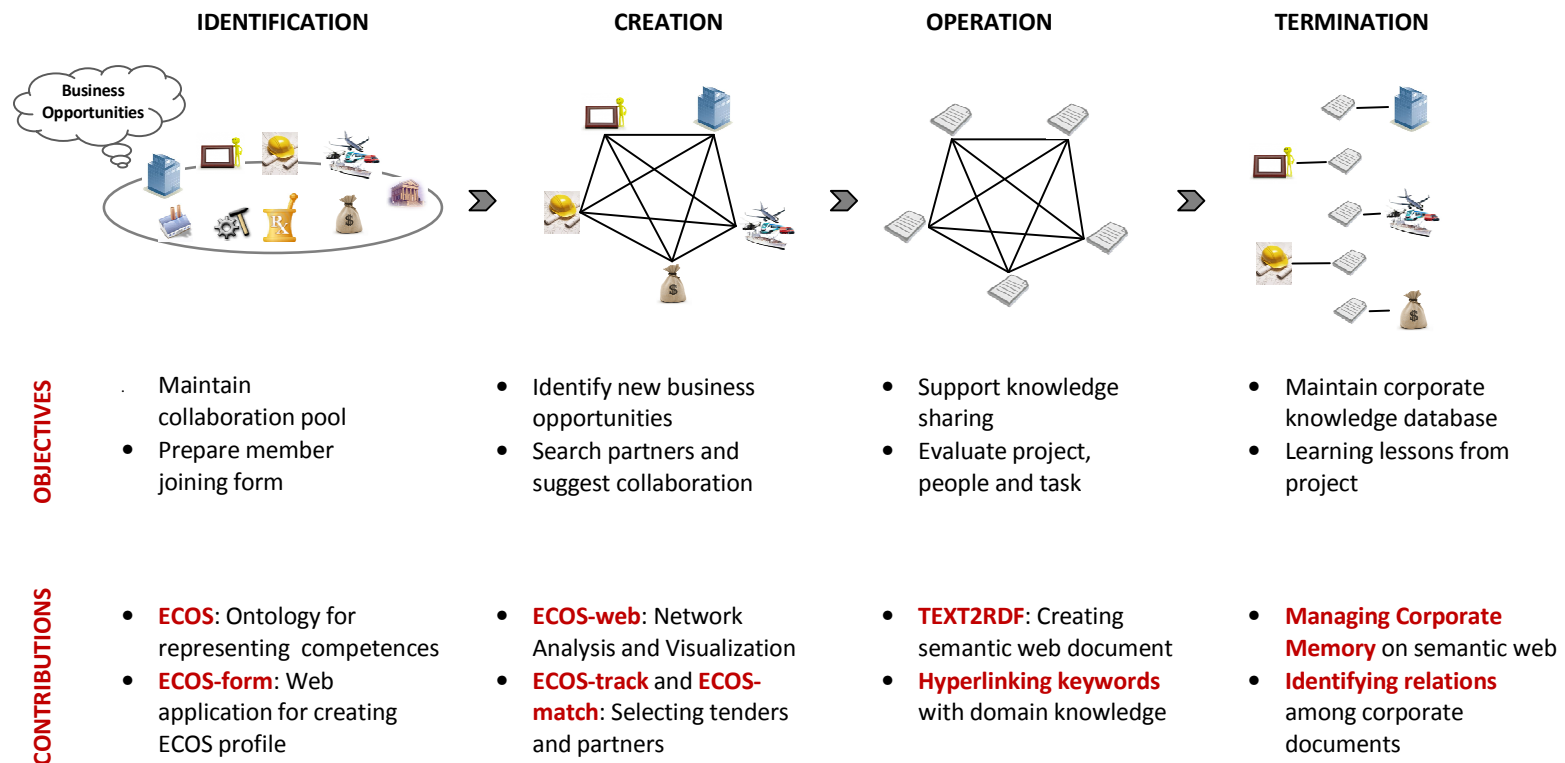 IDENTIFICATION
CREATION
OPERATION
TERMINATION
Business
Opportunities
OBJECTIVES
. Maintain
collaboration pool
• Prepare member
joining form
• Identify new business
opportunities
• Search partners and
suggest collaboration
• Support knowledge
sharing
• Evaluate project,
people and task
• Maintain corporate
knowledge database
• Learning lessons from
project
CONTRIBUTIONS
• ECOS: Ontology for
representing competences
• ECOS-form: Web
application for creating
ECOS profile
• ECOS-web: Network
Analysis and Visualization
• ECOS-track and ECOS-
match: Selecting tenders
and partners
• TEXT2RDF: Creating
semantic web document
• Hyperlinking keywords
with domain knowledge
• Managing Corporate
Memory on semantic web
• Identifying relations
among corporate
documents